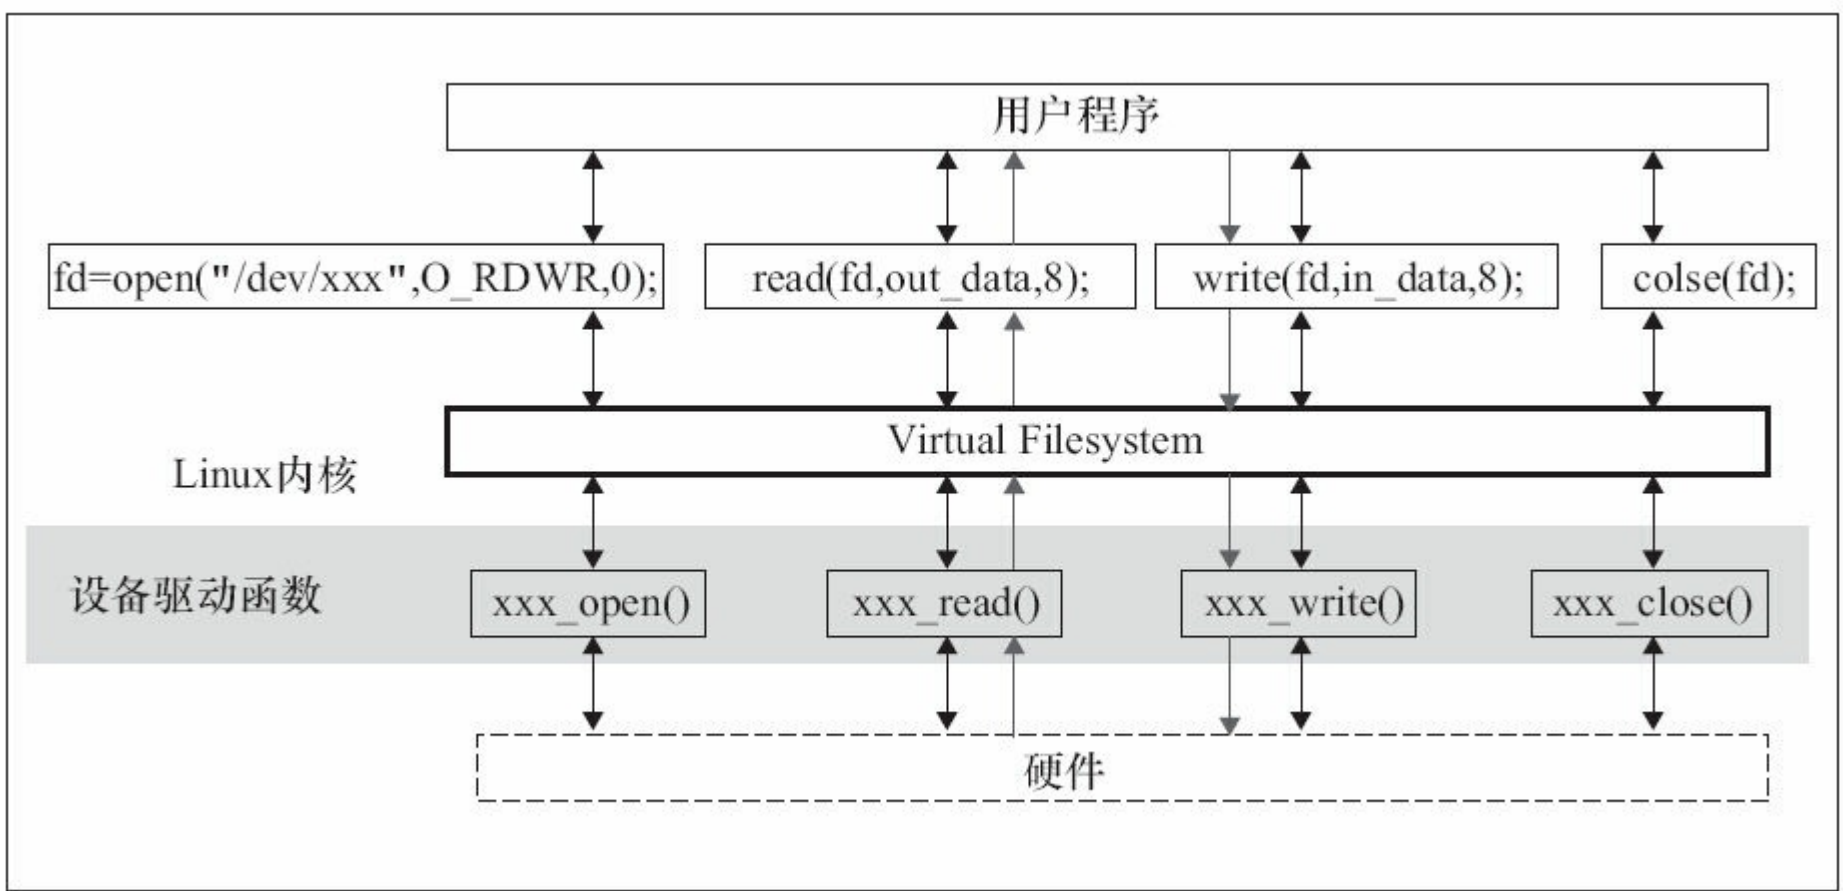 用户程序
fd=open("/dev/xxx",O_RDWR,0);
read(fd,out_data,8);
write(fd,in_data,8);
colse(fd);
Virtual Filesystem
Linux内核
设备驱动函数
xxx_open()
xxx_read()
xxx_write()
xxx_close()
硬件